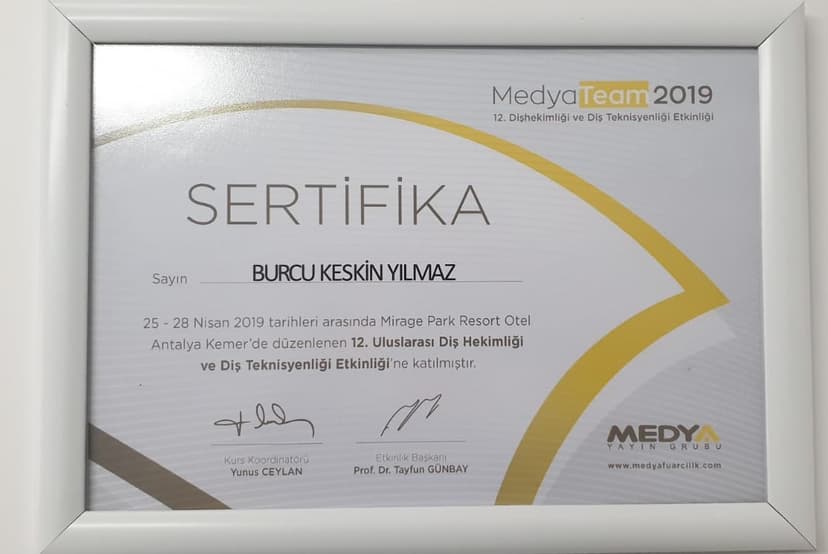 MedyaTeam 2019
12. Dişhekimliği ve Diş Teknisyenliği Etkinliği
SERTİFİKA
Sayın BURCU KESKİN YILMAZ
25 - 28 Nisan 2019 tarihleri arasında Mirage Park Resort Otel
Antalya Kemer'de düzenlenen 12. Uluslarası Diş Hekimliği
ve Diş Teknisyenliği Etkinliği'ne katılmıştır.
Kurs Koordinatörü
Yunus CEYLAN
Etkinlik Başkanı
Prof. Dr. Tayfun GÜNBAY
MEDYA
YAYIN GRUBU
www.medyafuarcilik.com